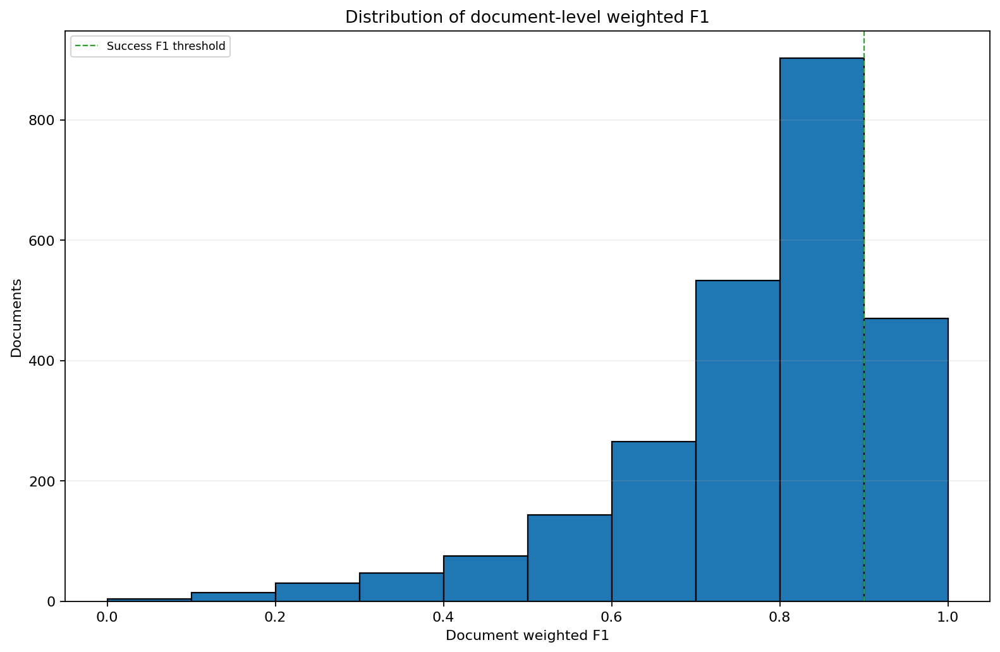 Distribution of document-level weighted F1
Success F1 threshold
800
600
400
200
0
Documents
0.0
0.2
0.4
0.6
0.8
1.0
Document weighted F1